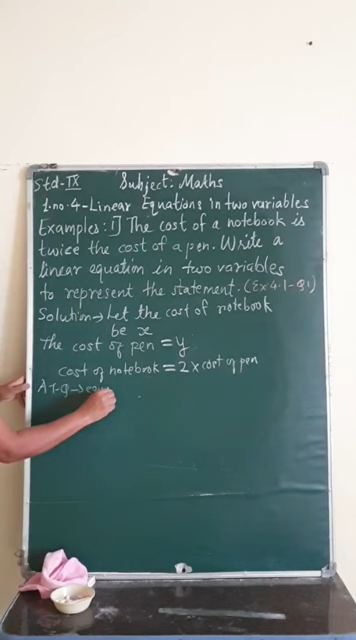 Std-IX Subject: Maths
L.no.4-Linear Equations in two variables
Examples:1] The cost of a notebook is
twice the cost of a pen. Write a
linear equation in two variables
to represent the statement. (Ex 4.1-Q.1)
Solution→ Let the cost of notebook
be x
The cost of pen = y
Cost of notebook = 2 x cost of pen
A.T.Q→